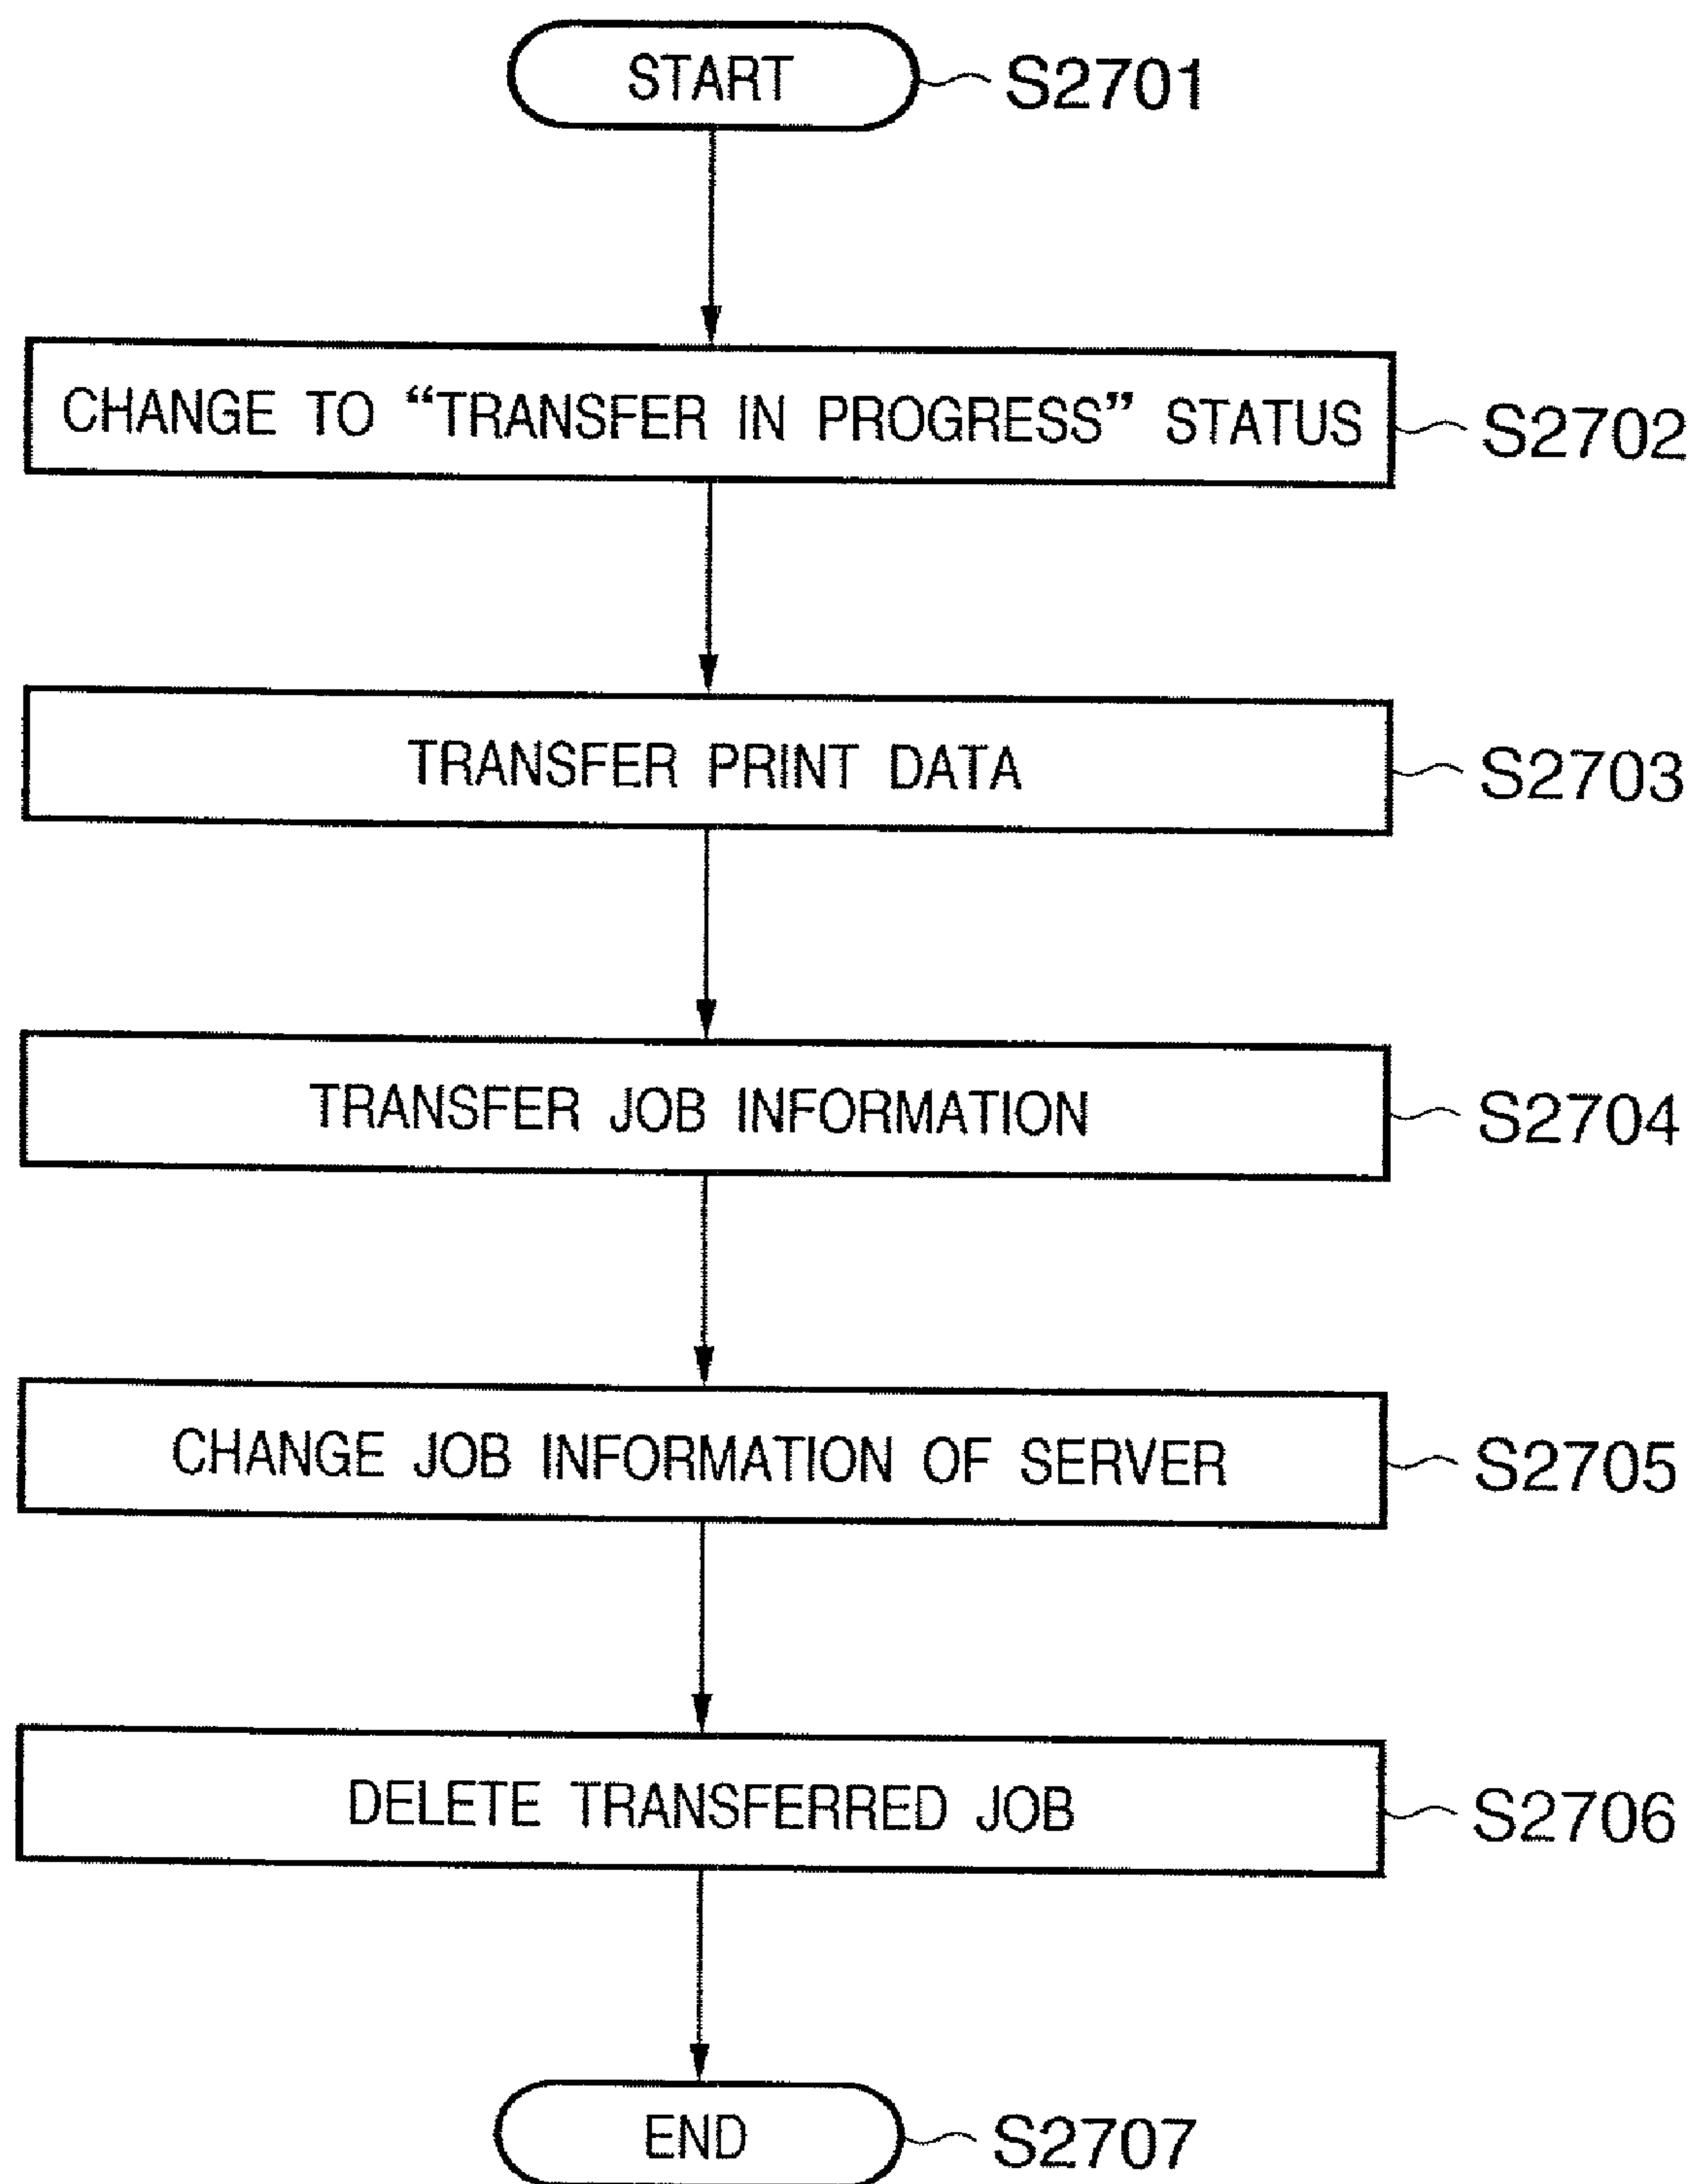 START S2701
CHANGE TO “TRANSFER IN PROGRESS” STATUS S2702
TRANSFER PRINT DATA S2703
TRANSFER JOB INFORMATION S2704
CHANGE JOB INFORMATION OF SERVER S2705
DELETE TRANSFERRED JOB S2706
END S2707